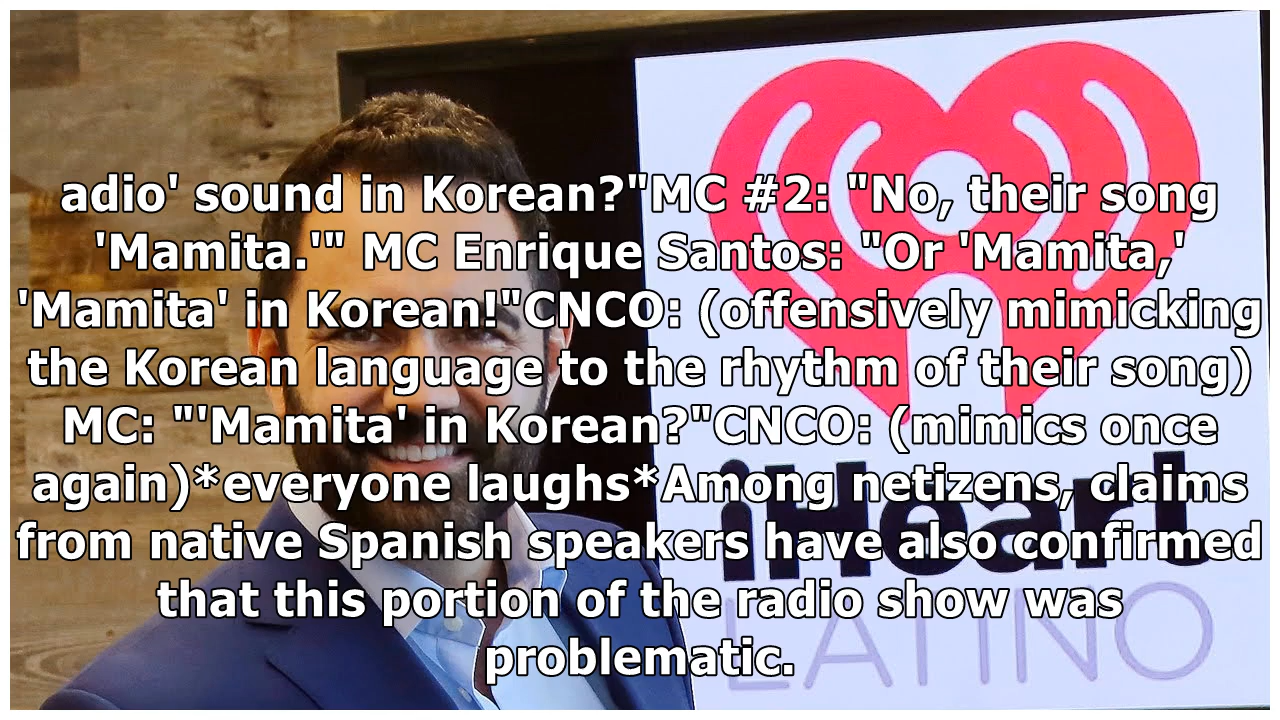 adio' sound in Korean?"MC #2: "No, their song
'Mamita.'" MC Enrique Santos: "Or 'Mamita,'
'Mamita' in Korean!"CNCO: (offensively mimicking
the Korean language to the rhythm of their song)
MC: "'Mamita' in Korean?"CNCO: (mimics once
again)*everyone laughs*Among netizens, claims
from native Spanish speakers have also confirmed
that this portion of the radio show was
problematic.
iHeart
LATINO